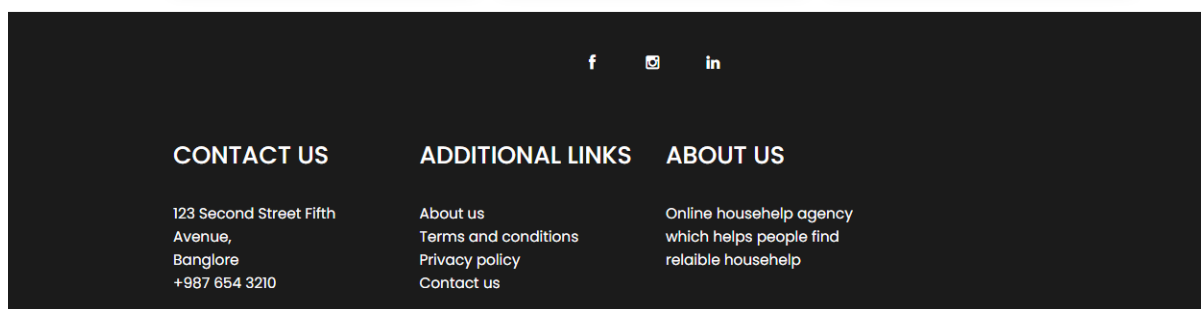 CONTACT US
123 Second Street Fifth
Avenue,
Banglore
+987 654 3210
ADDITIONAL LINKS
About us
Terms and conditions
Privacy policy
Contact us
ABOUT US
Online househelp agency
which helps people find
relaible househelp